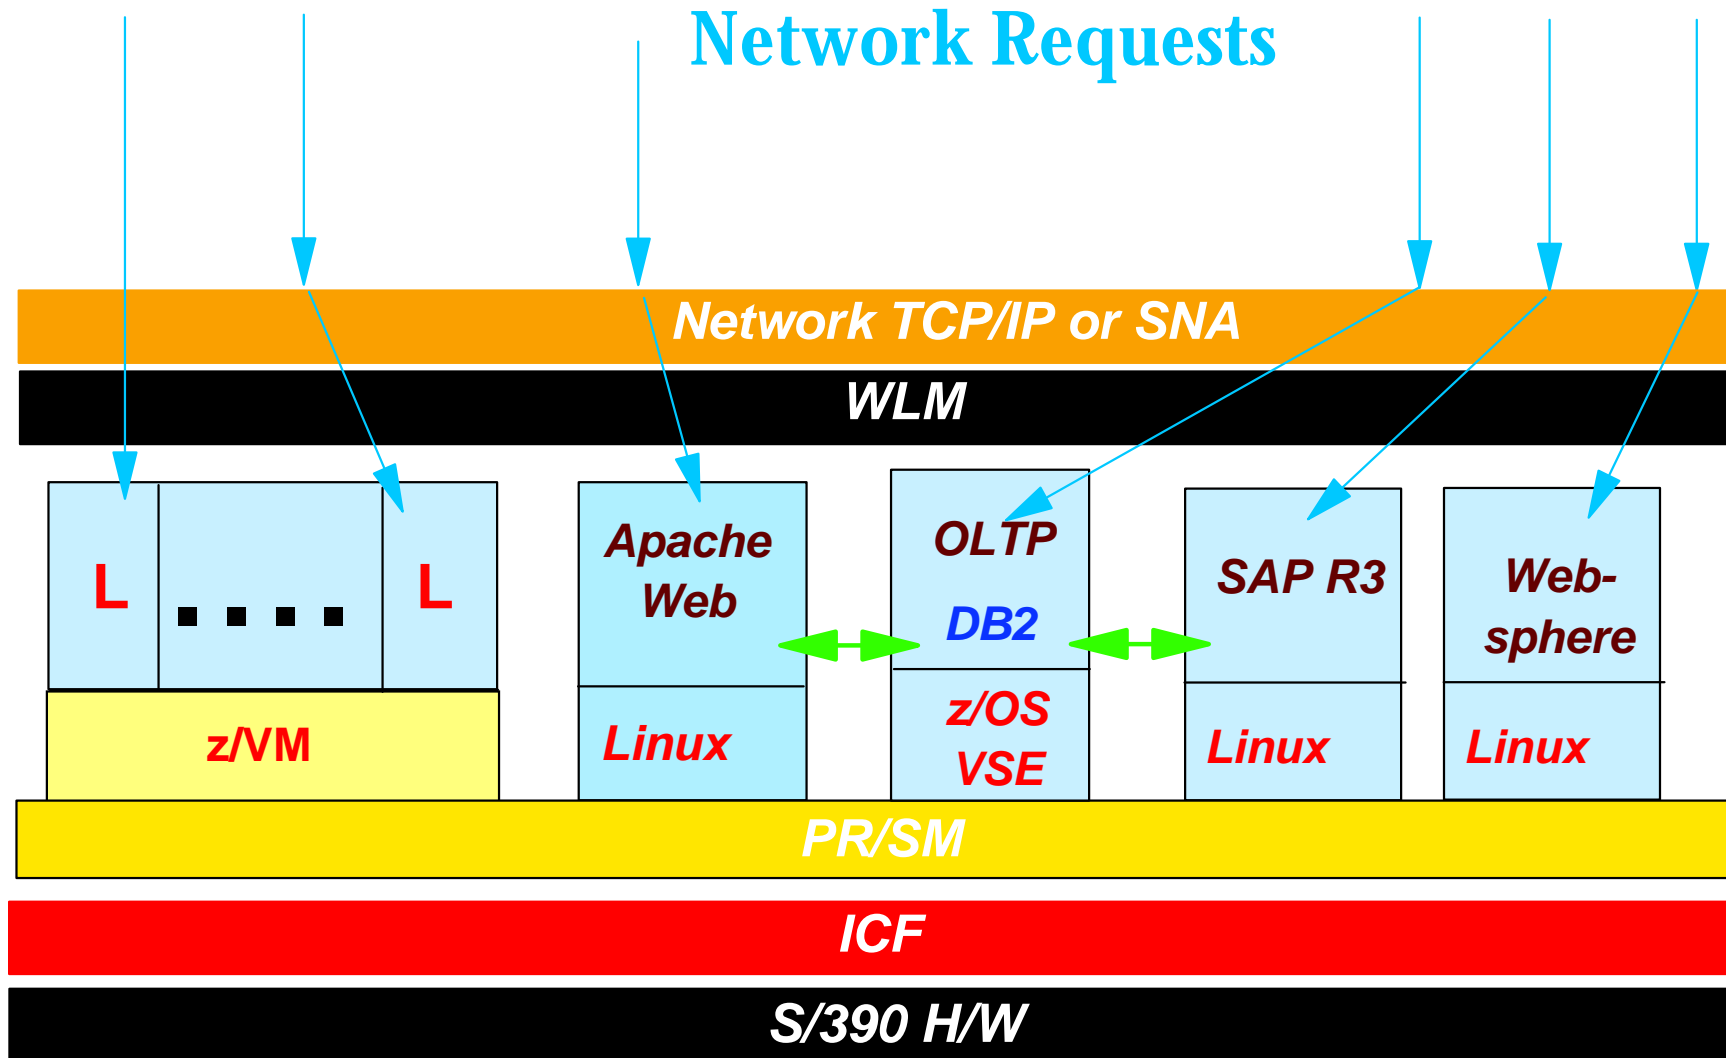 Network Requests
Network TCP/IP or SNA
WLM
L
L
z/VM
Apache
Web
Linux
OLTP
DB2
z/OS
VSE
SAP R3
Linux
Web-
sphere
Linux
PR/SM
ICF
S/390 H/W